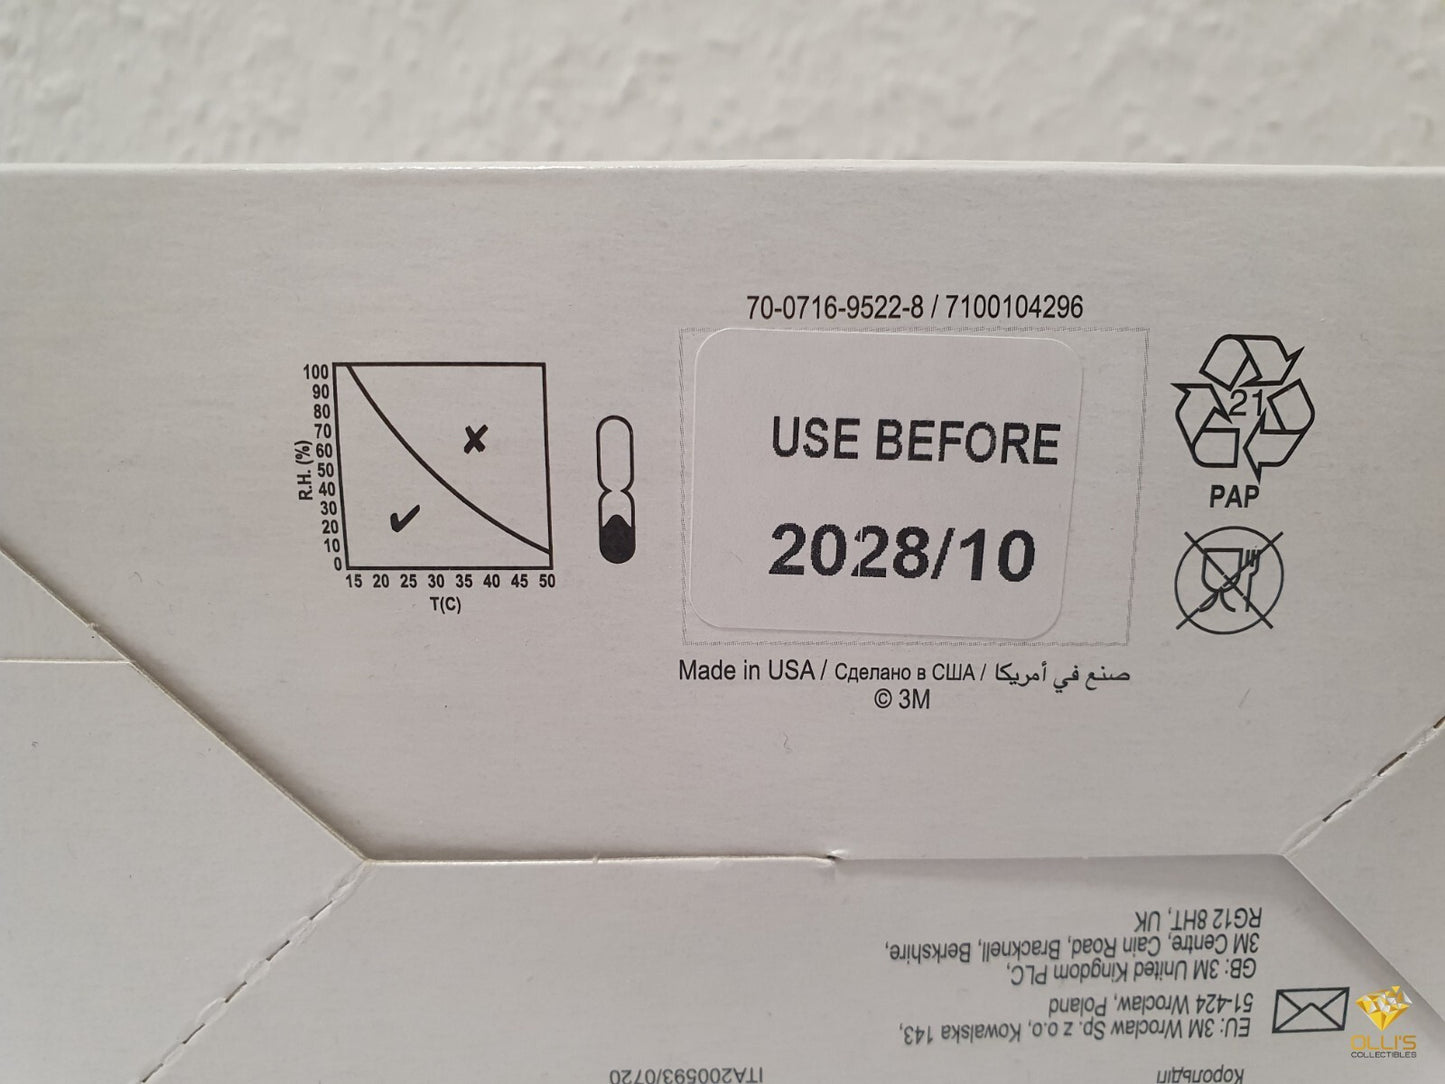 70-0716-9522-8 / 7100104296
USE BEFORE
2028/10
Made in USA / Сделано в США / صنع في أمريكا
© 3M
21
PAP
R.H. (%)
100
90
80
70
60
50
40
30
20
10
0
15 20 25 30 35 40 45 50
T(C)
Корольдігі
EU: 3M Wroclaw Sp. z o.o, Kowalska 143,
51-424 Wroclaw, Poland
GB: 3M United Kingdom PLC,
3M Centre, Cain Road, Bracknell, Berkshire,
RG12 8HT, UK
ITA200593/0720
OLLI'S
COLLECTIBLES